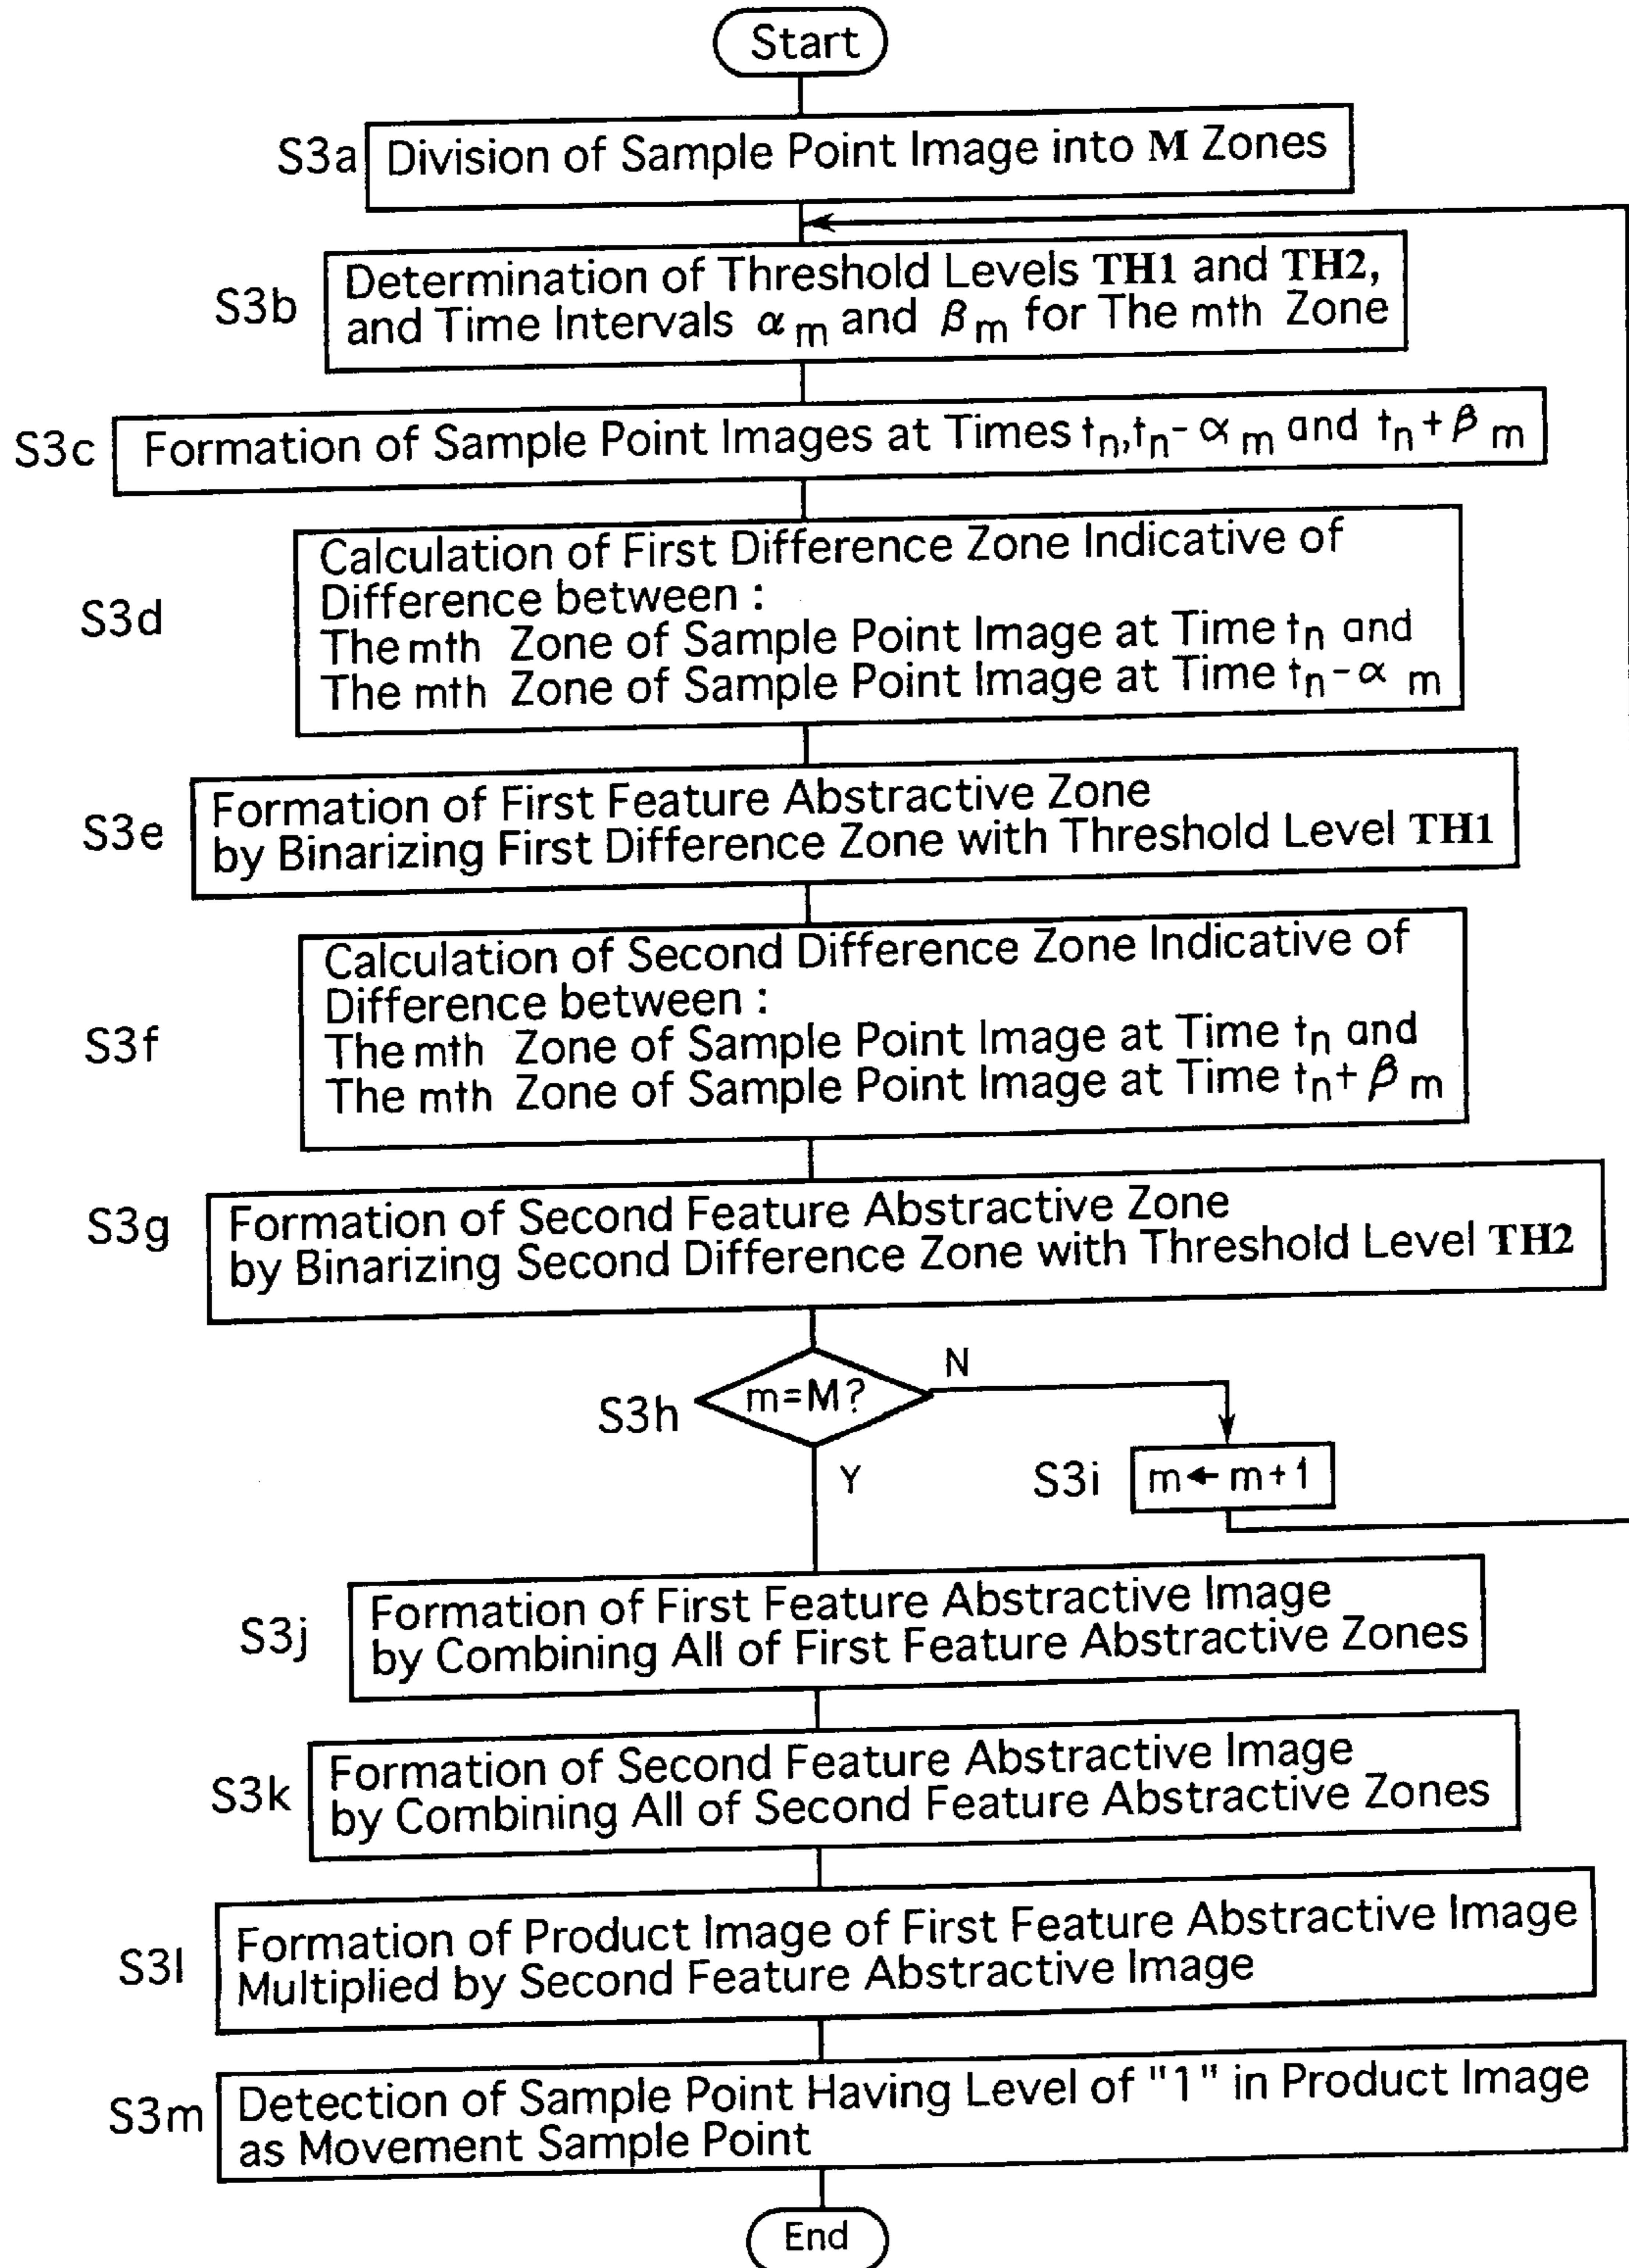 Start
S3a Division of Sample Point Image into M Zones
S3b Determination of Threshold Levels TH1 and TH2,
and Time Intervals αm and βm for The mth Zone
S3c Formation of Sample Point Images at Times tn, tn-αm and tn+βm
S3d Calculation of First Difference Zone Indicative of
Difference between :
The mth Zone of Sample Point Image at Time tn and
The mth Zone of Sample Point Image at Time tn-αm
S3e Formation of First Feature Abstractive Zone
by Binarizing First Difference Zone with Threshold Level TH1
S3f Calculation of Second Difference Zone Indicative of
Difference between :
The mth Zone of Sample Point Image at Time tn and
The mth Zone of Sample Point Image at Time tn+βm
S3g Formation of Second Feature Abstractive Zone
by Binarizing Second Difference Zone with Threshold Level TH2
S3h m=M?
N
Y
S3i m←m+1
S3j Formation of First Feature Abstractive Image
by Combining All of First Feature Abstractive Zones
S3k Formation of Second Feature Abstractive Image
by Combining All of Second Feature Abstractive Zones
S3l Formation of Product Image of First Feature Abstractive Image
Multiplied by Second Feature Abstractive Image
S3m Detection of Sample Point Having Level of "1" in Product Image
as Movement Sample Point
End